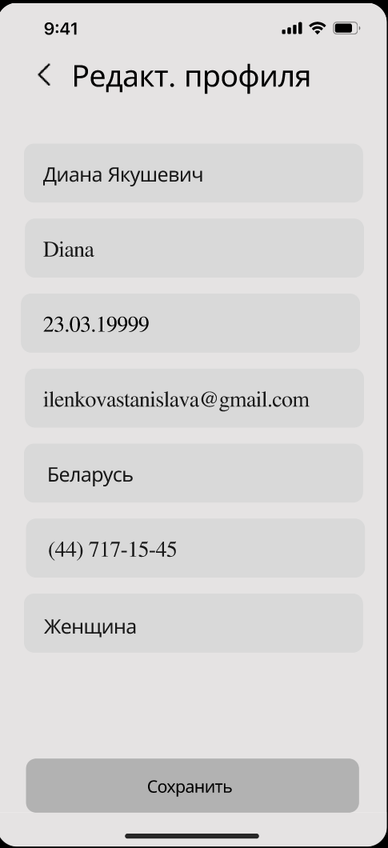 9:41
Редакт. профиля
Диана Якушевич
Diana
23.03.19999
ilenkovastanislava@gmail.com
Беларусь
(44) 717-15-45
Женщина
Сохранить